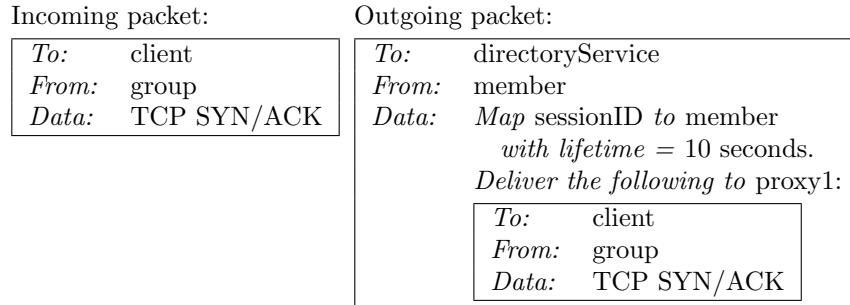 Incoming packet:
To: client
From: group
Data: TCP SYN/ACK
Outgoing packet:
To: directoryService
From: member
Data: Map sessionID to member
with lifetime = 10 seconds.
Deliver the following to proxy1:
To: client
From: group
Data: TCP SYN/ACK